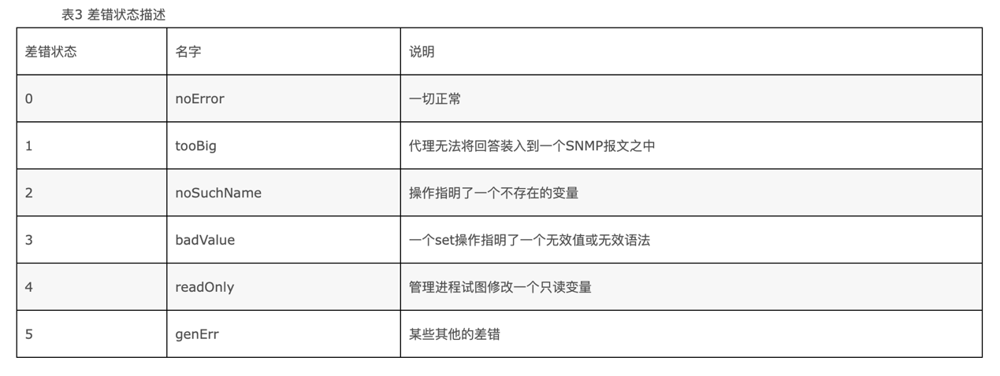 表3 差错状态描述
差错状态 名字 说明
0 noError 一切正常
1 tooBig 代理无法将回答装入到一个SNMP报文之中
2 noSuchName 操作指明了一个不存在的变量
3 badValue 一个set操作指明了一个无效值或无效语法
4 readOnly 管理进程试图修改一个只读变量
5 genErr 某些其他的差错